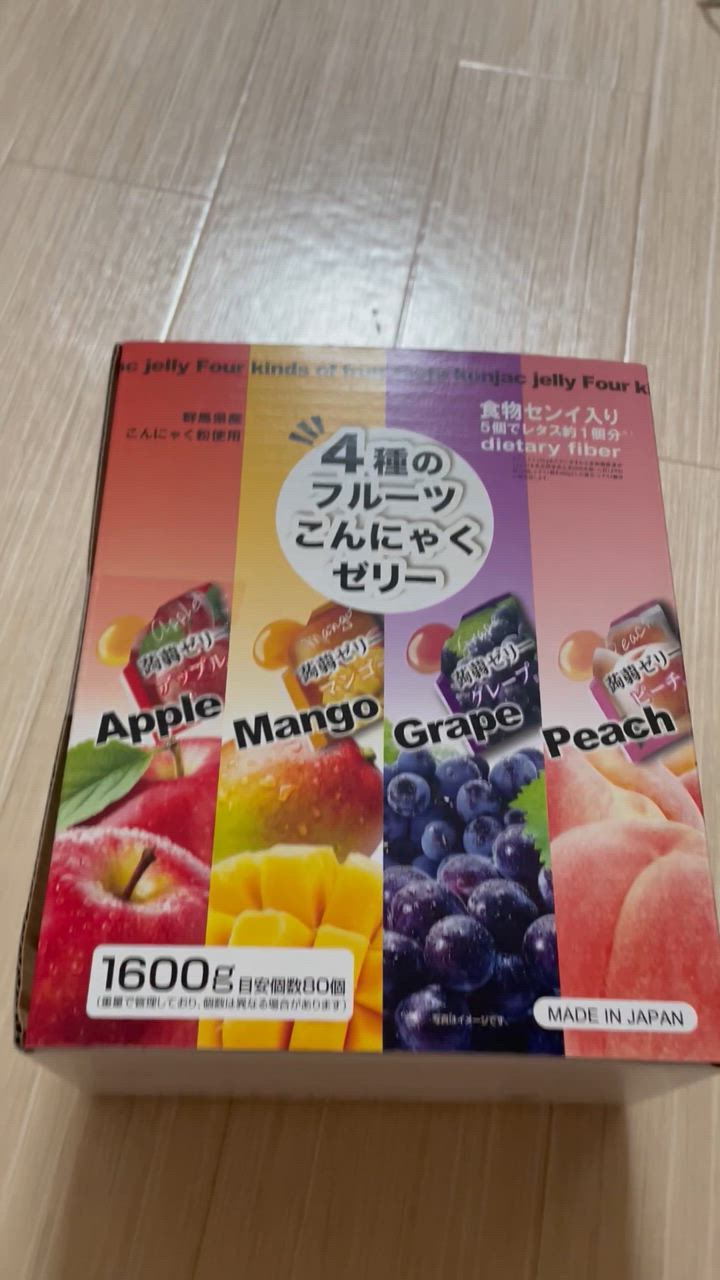 jelly Four kinds of fruit konjac jelly Four k
群馬県産
こんにゃく粉使用
食物センイ入り
5個でレタス約1個分
dietary fiber
4種の
フルーツ
こんにゃく
ゼリー
Apple
蒟蒻ゼリー
アップル
Apple
Mango
蒟蒻ゼリー
マンゴー
Mango
Grape
蒟蒻ゼリー
グレープ
Grape
Peach
蒟蒻ゼリー
ピーチ
Peach
1600g 目安個数80個
(重量で管理しており、個数は異なる場合があります)
写真はイメージです。
MADE IN JAPAN